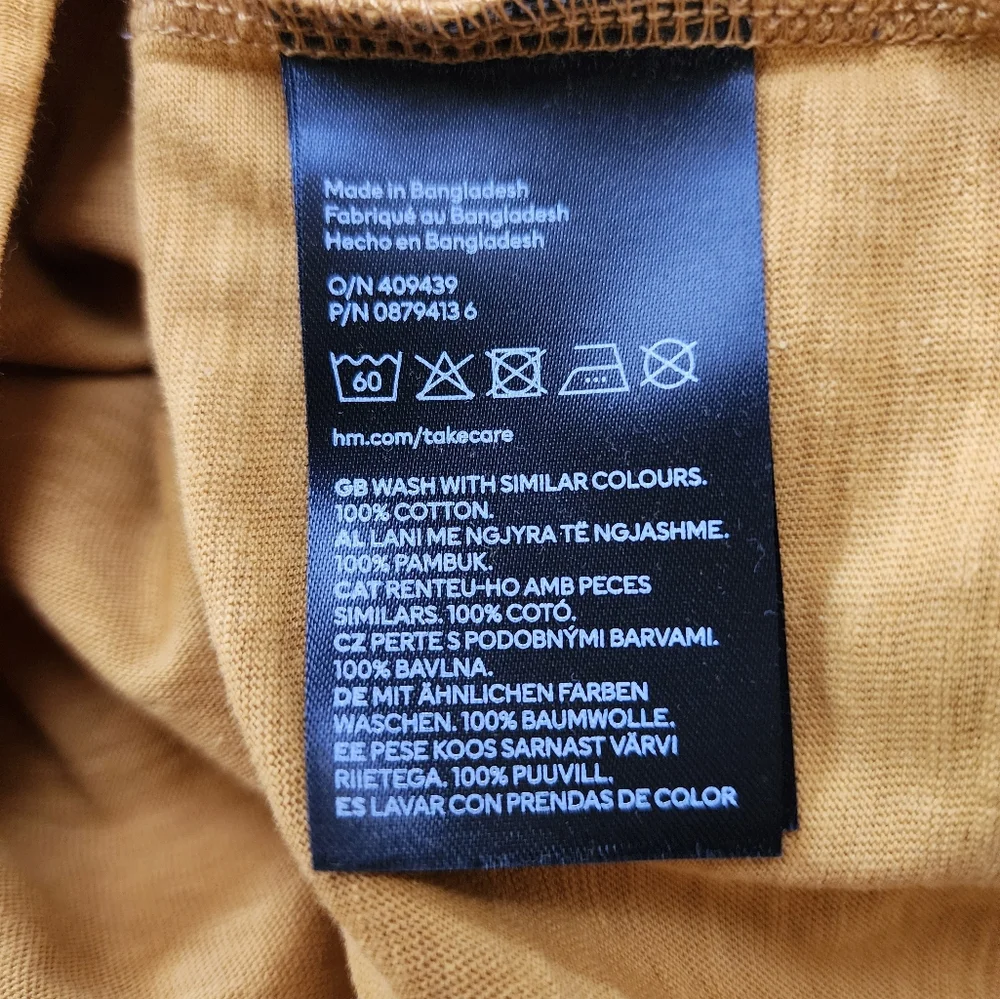 Made in Bangladesh
Fabriqué au Bangladesh
Hecho en Bangladesh
O/N 409439
P/N 0879413 6
60
hm.com/takecare
GB WASH WITH SIMILAR COLOURS.
100% COTTON.
AL LANI ME NGJYRA TË NGJASHME.
100% PAMBUK.
CAT RENTEU-HO AMB PECES
SIMILARS. 100% COTÓ.
CZ PERTE S PODOBNÝMI BARVAMI.
100% BAVLNA.
DE MIT ÄHNLICHEN FARBEN
WASCHEN. 100% BAUMWOLLE.
EE PESE KOOS SARNAST VÄRVI
RIIETEGA. 100% PUUVILL.
ES LAVAR CON PRENDAS DE COLOR